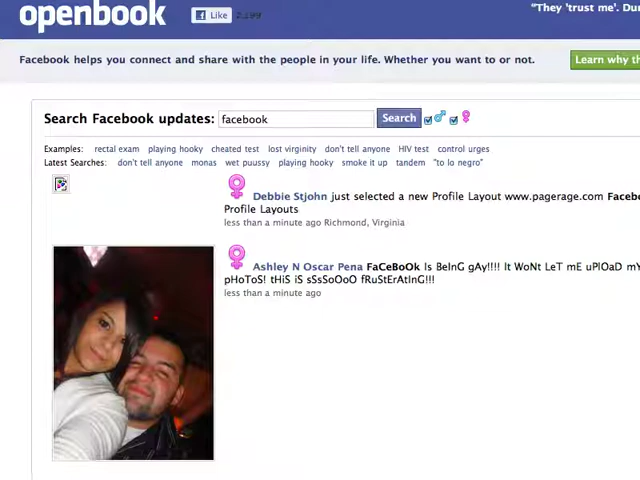 openbook
Like 2,199
"They 'trust me'. Du
Facebook helps you connect and share with the people in your life. Whether you want to or not.
Learn why th
Search Facebook updates: facebook Search
Examples: rectal exam playing hooky cheated test lost virginity don't tell anyone HIV test control urges
Latest Searches: don't tell anyone monas wet puussy playing hooky smoke it up tandem "to lo negro"
Debbie Stjohn just selected a new Profile Layout www.pagerage.com Facebo
Profile Layouts
less than a minute ago Richmond, Virginia
Ashley N Oscar Pena FaCeBoOk Is BeInG gAy!!!! It WoNt LeT mE uPlOaD mY
pHoToS! tHiS iS sSsSoOoO fRuStErAtInG!!!
less than a minute ago